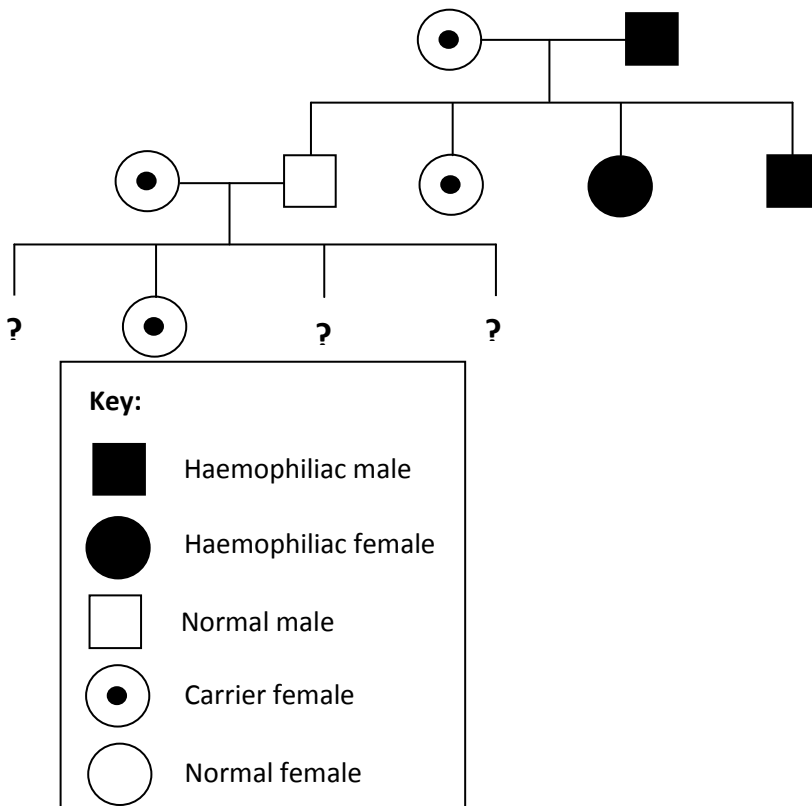 ?
?
?
Key:
Haemophiliac male
Haemophiliac female
Normal male
Carrier female
Normal female